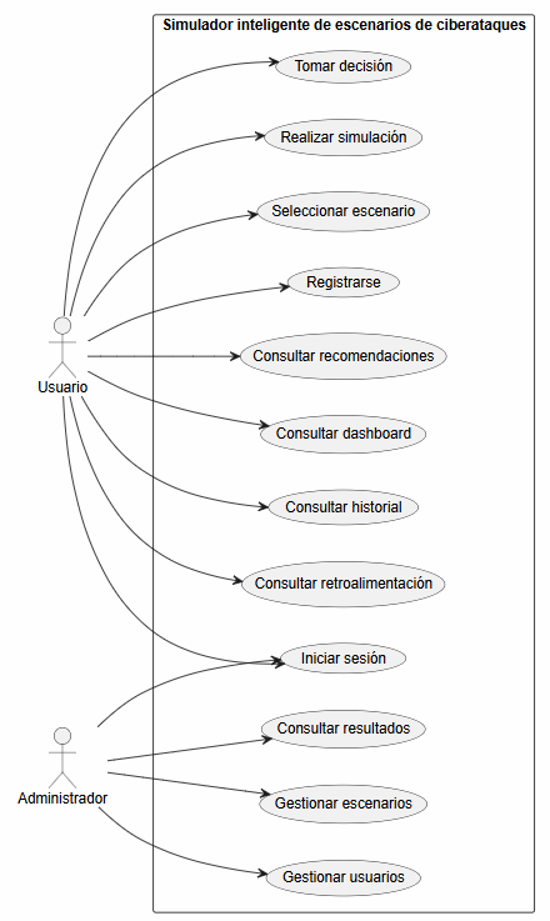 Simulador inteligente de escenarios de ciberataques
Tomar decisión
Realizar simulación
Seleccionar escenario
Registrarse
Consultar recomendaciones
Usuario
Consultar dashboard
Consultar historial
Consultar retroalimentación
Iniciar sesión
Consultar resultados
Administrador
Gestionar escenarios
Gestionar usuarios